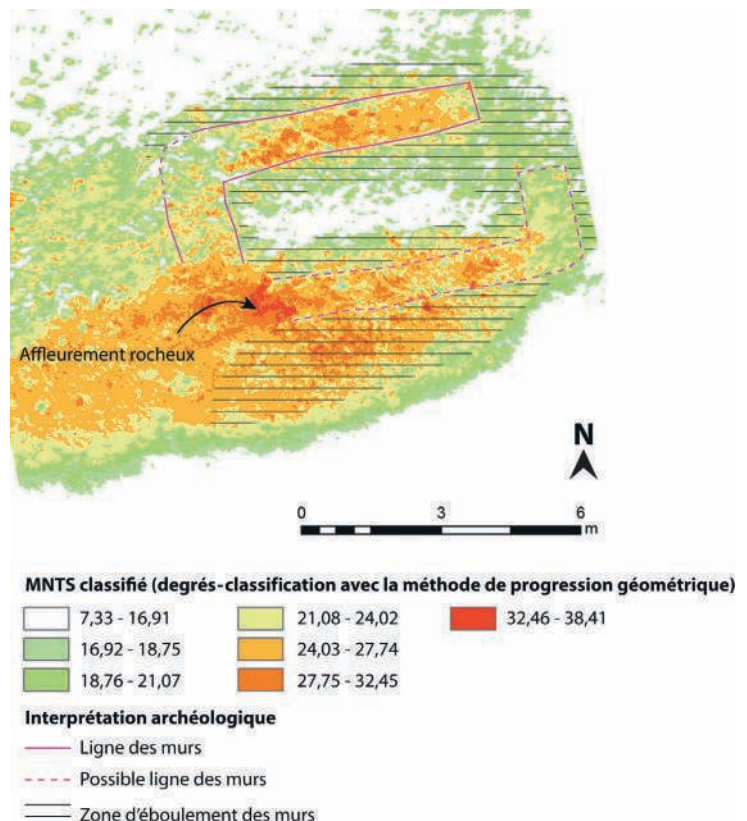 Affleurement rocheux
N
0 3 6
m
MNTS classifié (degrés-classification avec la méthode de progression géométrique)
7,33 - 16,91 21,08 - 24,02 32,46 - 38,41
16,92 - 18,75 24,03 - 27,74
18,76 - 21,07 27,75 - 32,45
Interprétation archéologique
Ligne des murs
Possible ligne des murs
Zone d'éboulement des murs